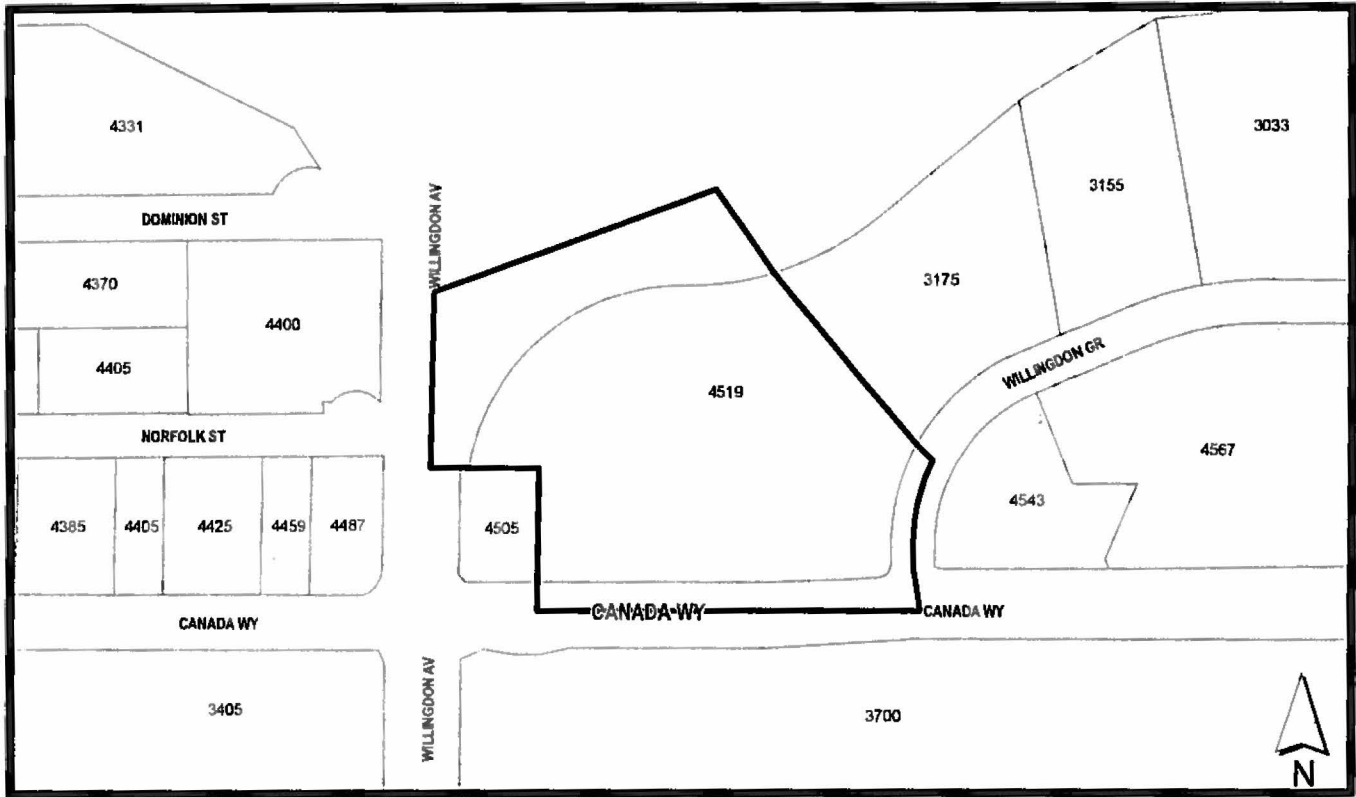 4331
3033
3155
DOMINION ST
WILLINGDON AV
4370
3175
4400
4405
WILLINGDON GR
4519
NORFOLK ST
4567
4385
4405
4425
4459
4487
4505
4543
CANADA WY
CANADA WY
CANADA WY
3405
WILLINGDON AV
3700
N